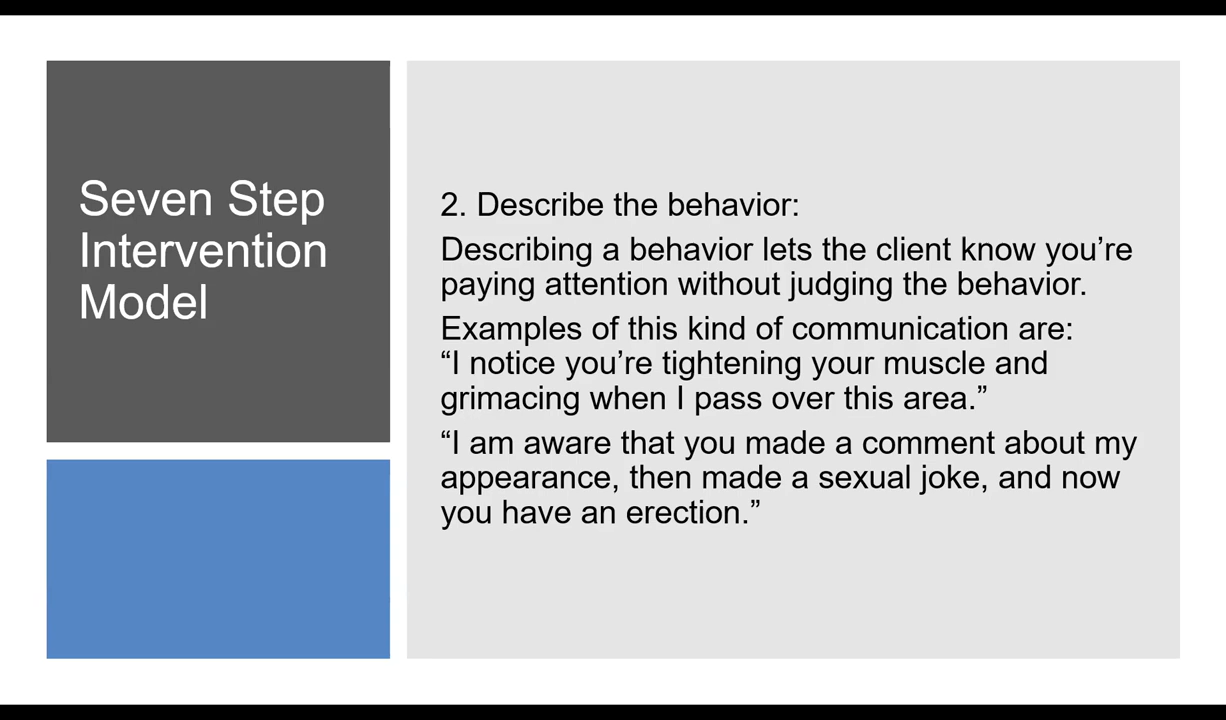 Seven Step
Intervention
Model
2. Describe the behavior:
Describing a behavior lets the client know you’re
paying attention without judging the behavior.
Examples of this kind of communication are:
“I notice you’re tightening your muscle and
grimacing when I pass over this area.”
“I am aware that you made a comment about my
appearance, then made a sexual joke, and now
you have an erection.”